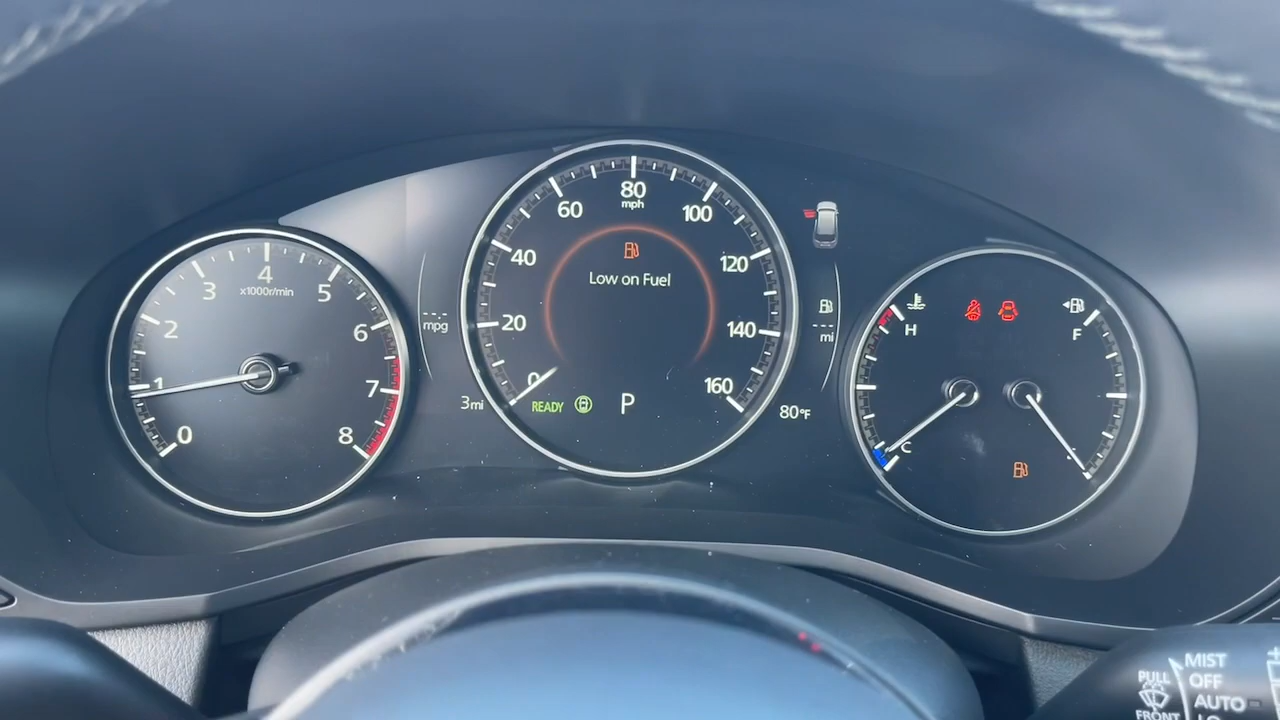 0
1
2
3
4
5
6
7
8
x1000r/min
--- mpg
3mi
0
20
40
60
80
mph
100
120
140
160
Low on Fuel
READY
P
--- mi
80°F
H
C
F
PULL
FRONT
MIST
OFF
AUTO